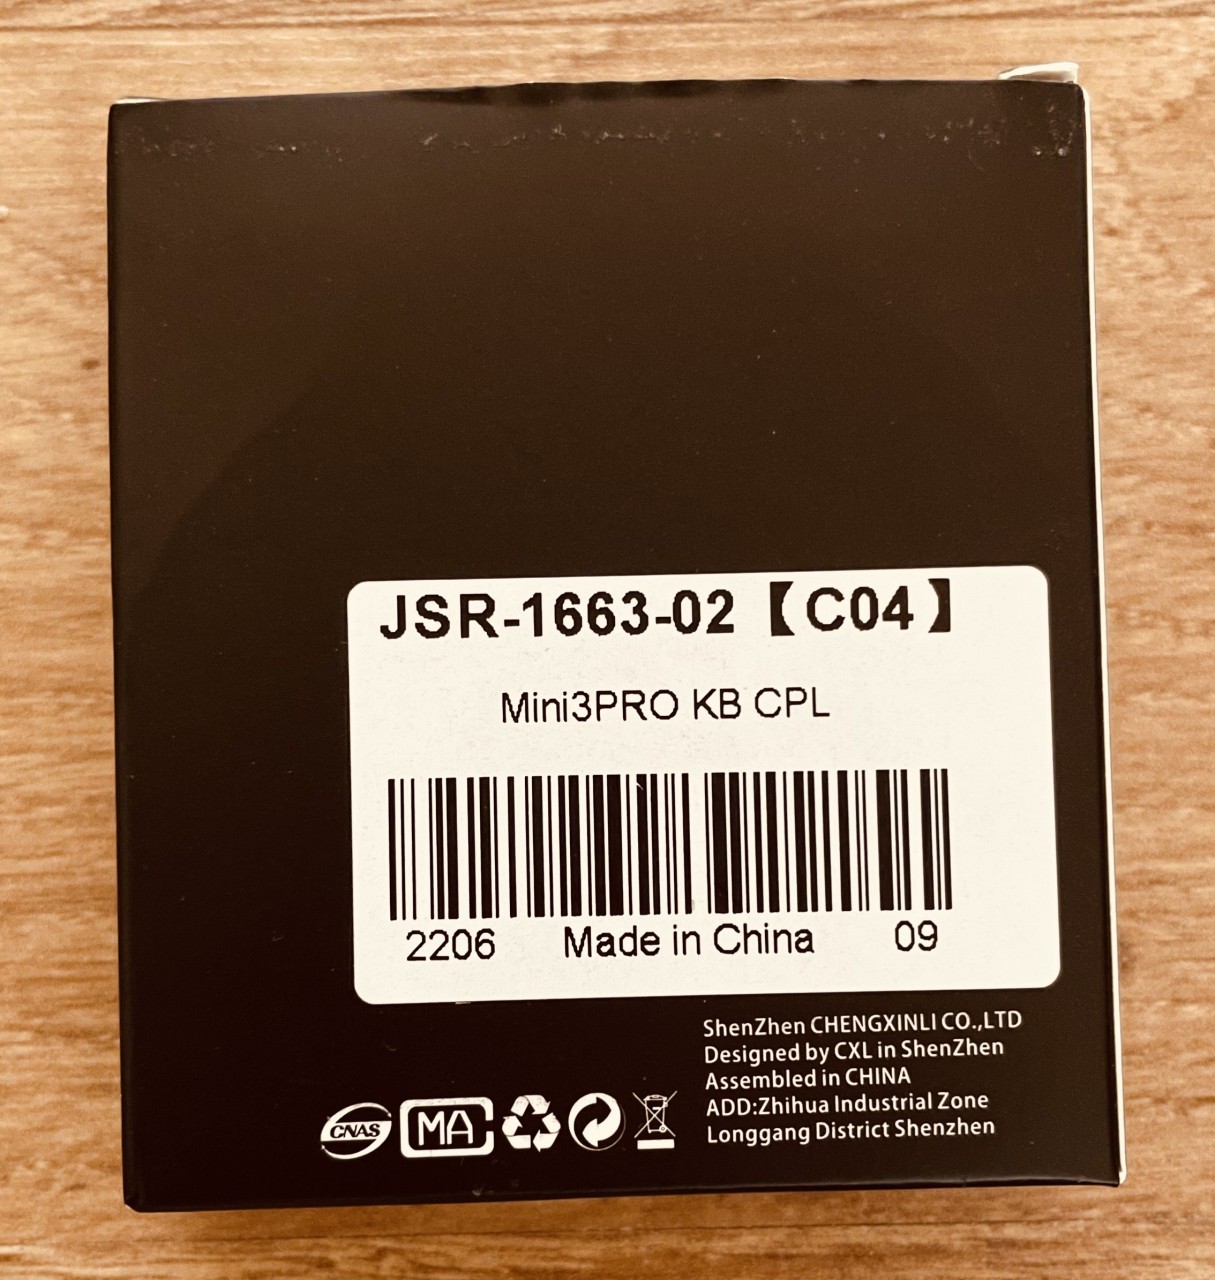 JSR-1663-02【C04】
Mini3PRO KB CPL
2206 Made in China 09
ShenZhen CHENGXINLI CO.,LTD
Designed by CXL in ShenZhen
Assembled in CHINA
ADD:Zhihua Industrial Zone
Longgang District Shenzhen
CNAS MA